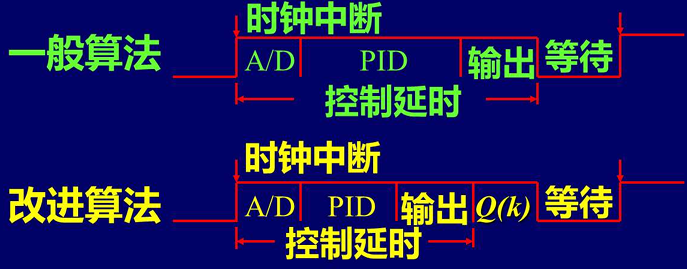 时钟中断
一般算法 A/D PID 输出 等待
控制延时
时钟中断
改进算法 A/D PID 输出 Q(k) 等待
控制延时